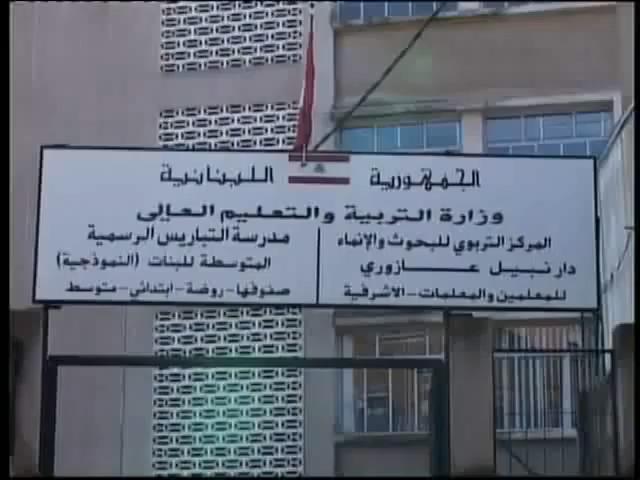 الجمهورية اللبنانية
وزارة التربية والتعليم العالي
المركز التربوي للبحوث والإنماء
دار نبيل عازوري
للمعلمين والمعلمات - الاشرفية
مدرسة التباريس الرسمية
المتوسطة للبنات (النموذجية)
صفوفها - روضة - ابتدائي - متوسط